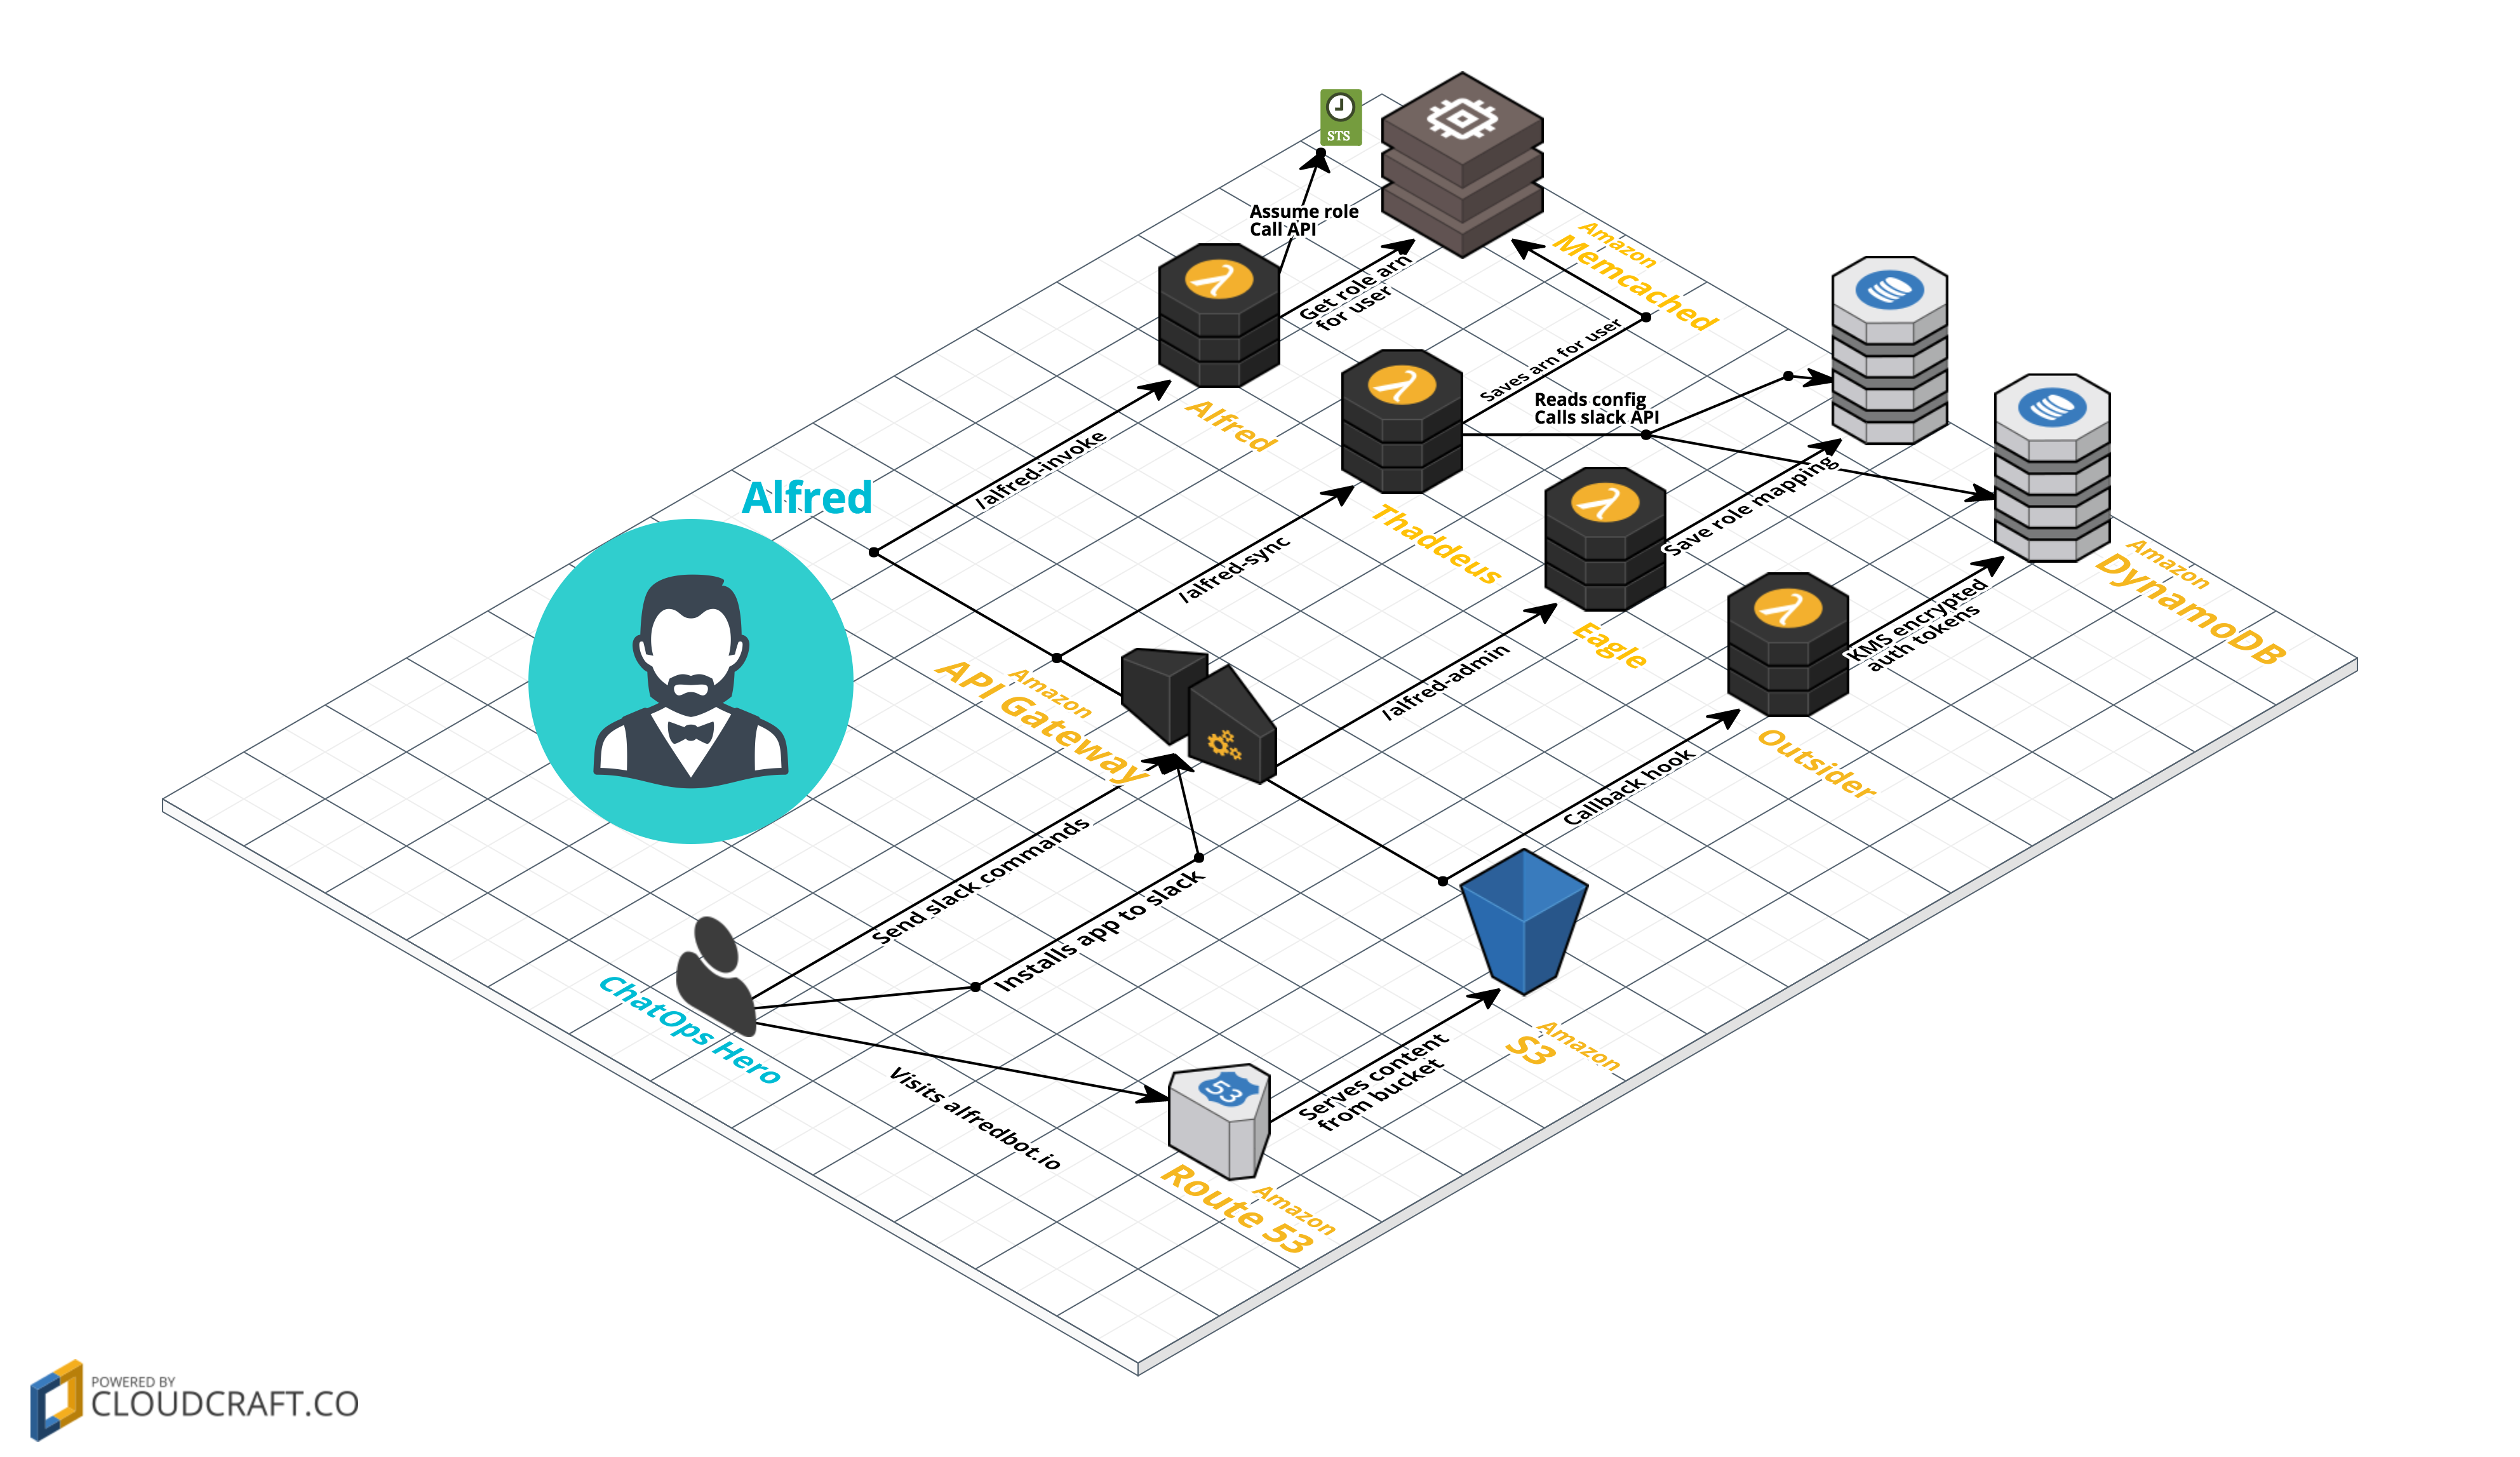 STS
Assume role
Call API
Get role arn
for user
Amazon
Memcached
Alfred
Saves arn for user
Reads config
Calls slack API
/alfred-invoke
Alfred
Thaddeus
/alfred-sync
Save role mapping
Amazon
DynamoDB
Eagle
KMS encrypted
auth tokens
/alfred-admin
Amazon
API Gateway
Outsider
Callback hook
Send slack commands
Installs app to slack
ChatOps Hero
Amazon
S3
Serves content
from bucket
Visits alfredbot.io
53
Amazon
Route 53
POWERED BY
CLOUDCRAFT.CO